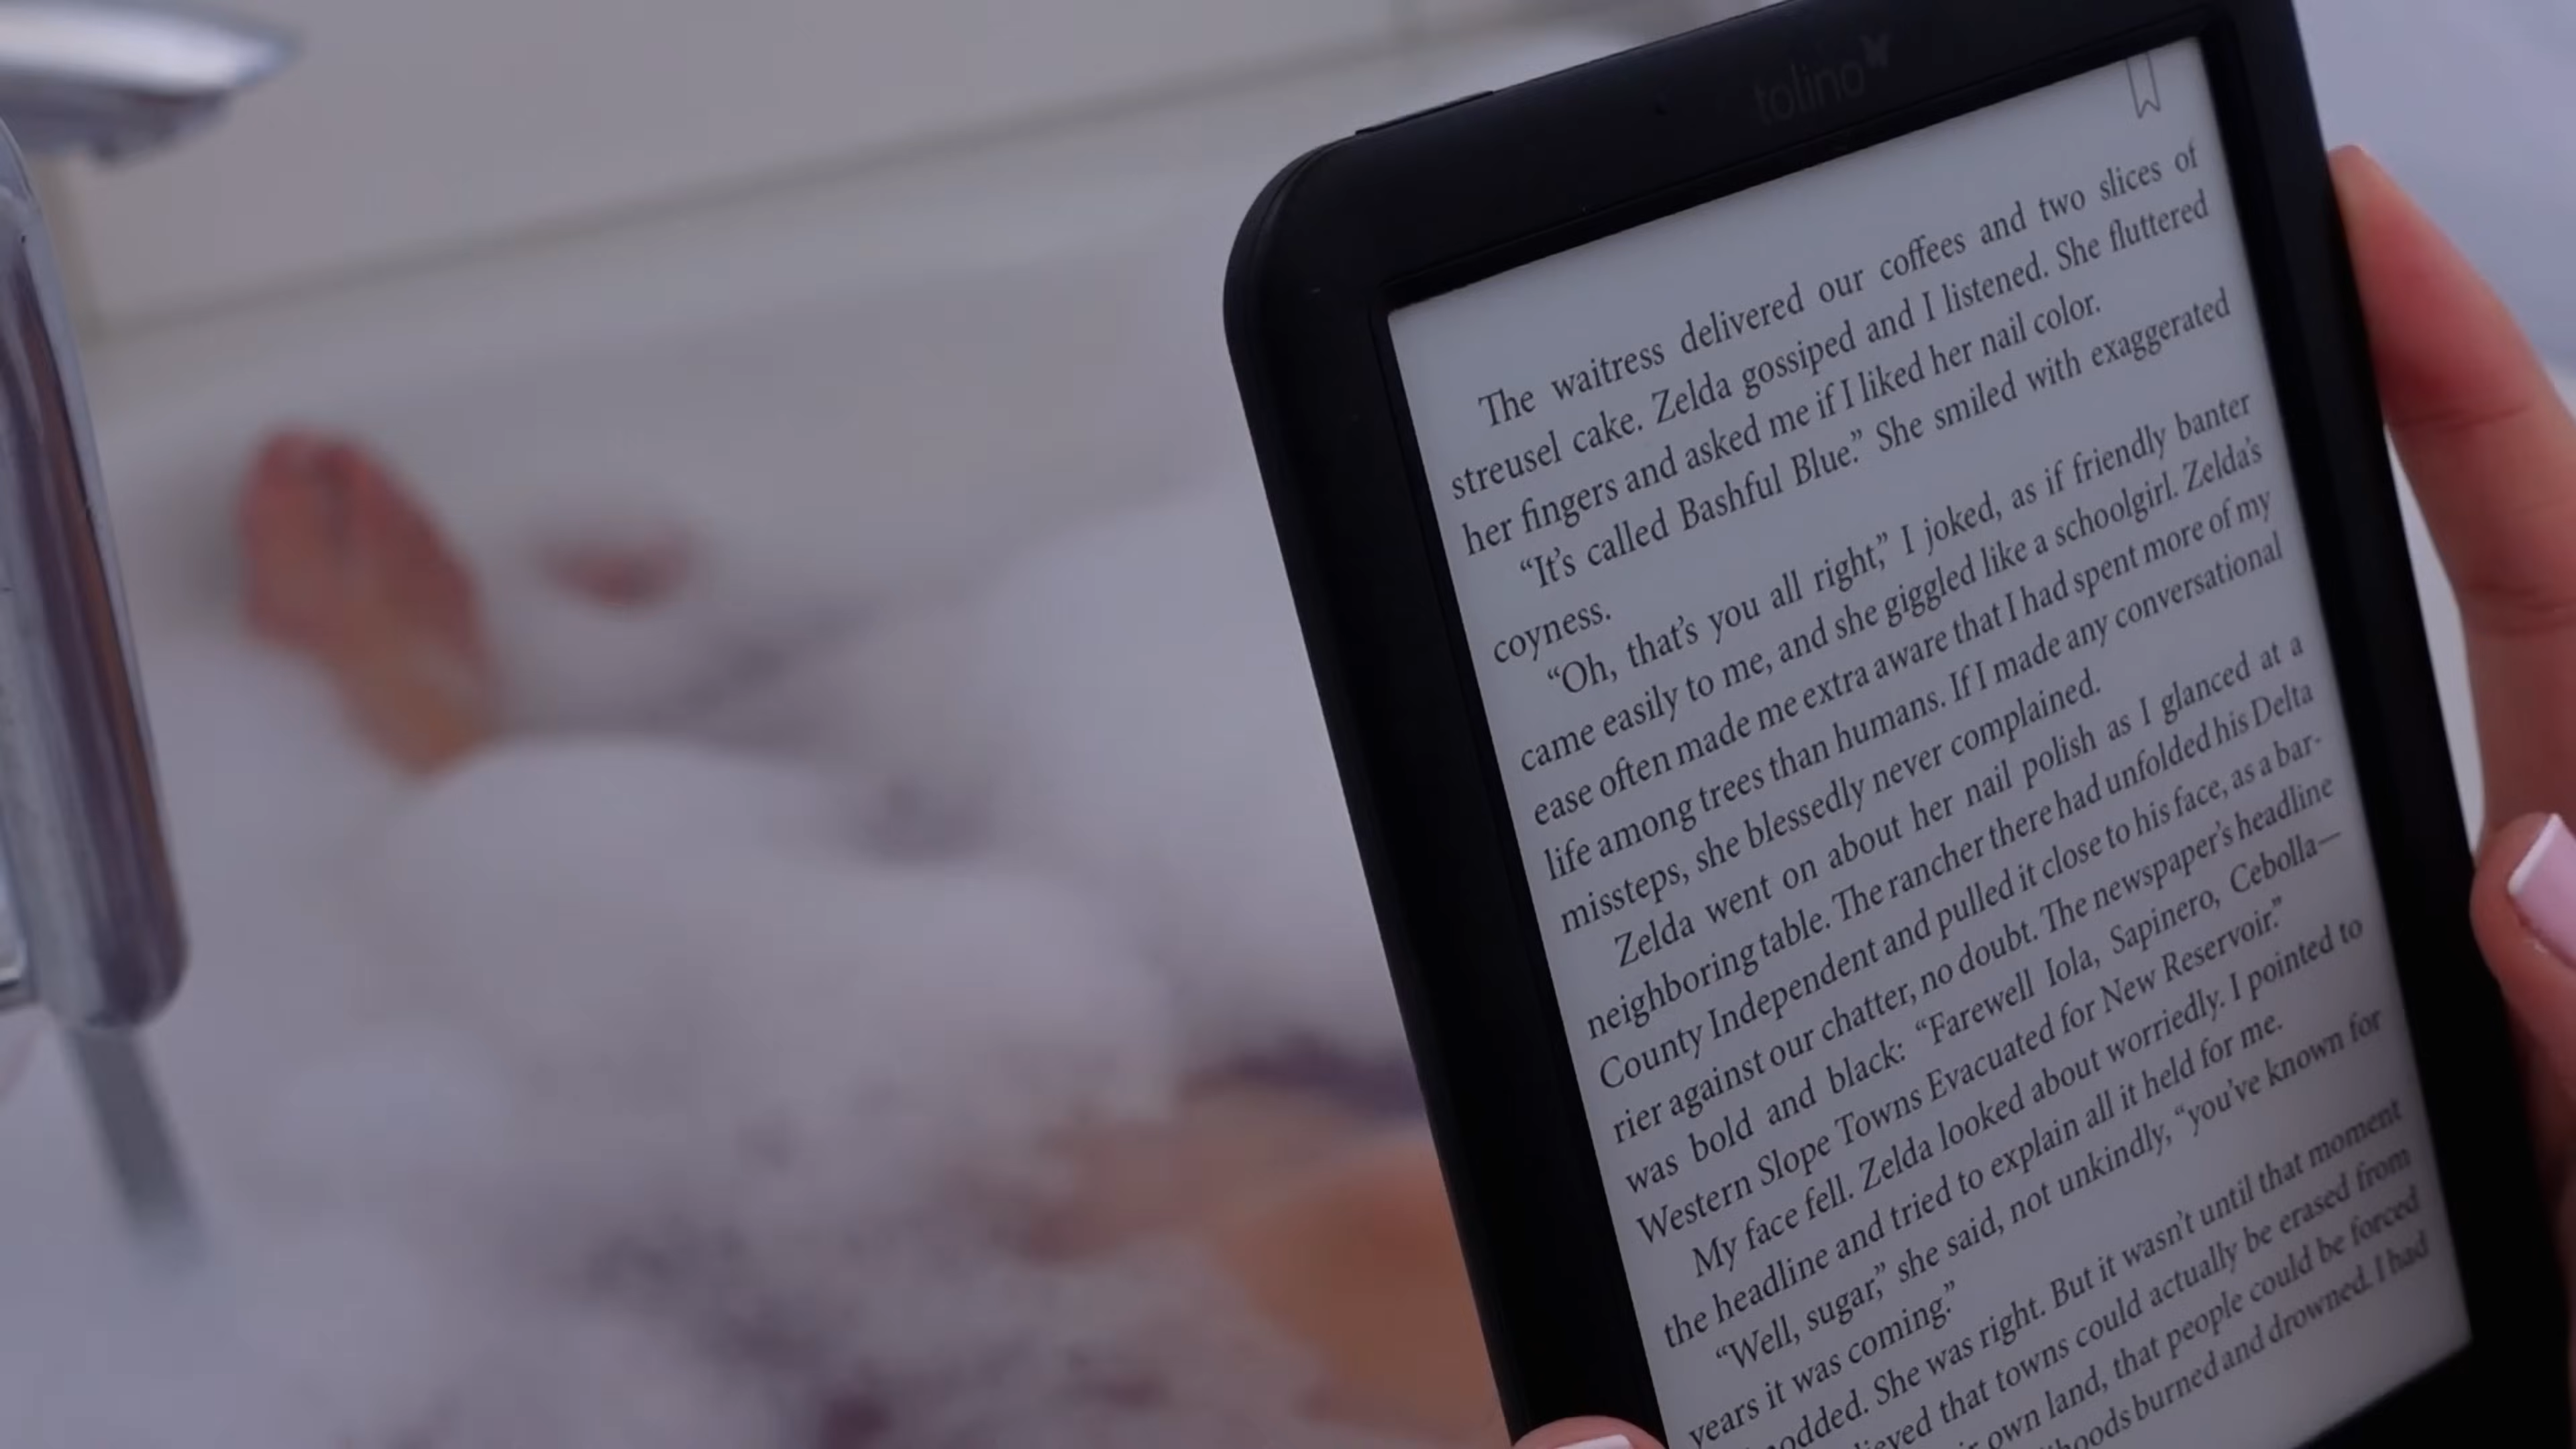 tolino
The waitress delivered our coffees and two slices of
streusel cake. Zelda gossiped and I listened. She fluttered
her fingers and asked me if I liked her nail color.
“It’s called Bashful Blue.” She smiled with exaggerated
coyness.
“Oh, that’s you all right,” I joked, as if friendly banter
came easily to me, and she giggled like a schoolgirl. Zelda’s
ease often made me extra aware that I had spent more of my
life among trees than humans. If I made any conversational
missteps, she blessedly never complained.
Zelda went on about her nail polish as I glanced at a
neighboring table. The rancher there had unfolded his Delta
County Independent and pulled it close to his face, as a bar-
rier against our chatter, no doubt. The newspaper’s headline
was bold and black: “Farewell Iola, Sapinero, Cebolla—
Western Slope Towns Evacuated for New Reservoir.”
My face fell. Zelda looked about worriedly. I pointed to
the headline and tried to explain all it held for me.
“Well, sugar,” she said, not unkindly, “you’ve known for
years it was coming.”
nodded. She was right. But it wasn’t until that moment
that towns could actually be erased from
own land, that people could be forced
burned and drowned. I had